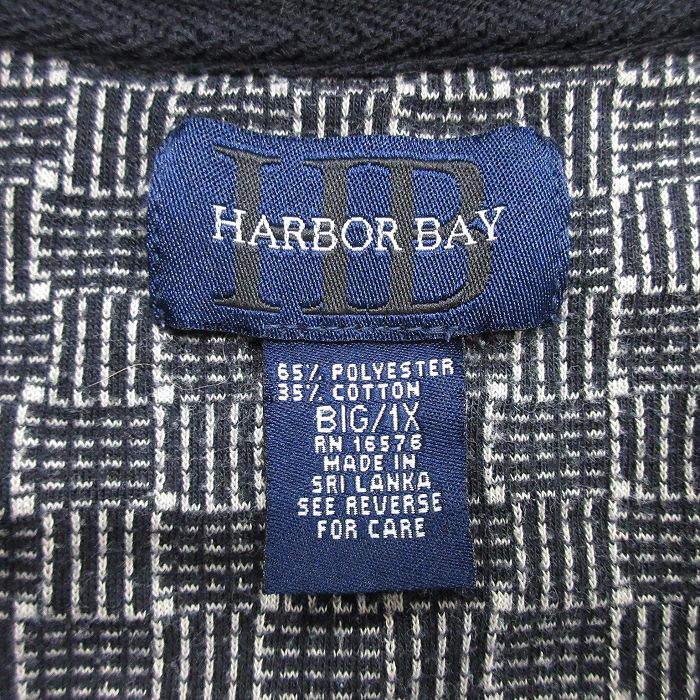 HB
HARBOR BAY
65% POLYESTER
35% COTTON
BIG/1X
RN 16576
MADE IN
SRI LANKA
SEE REVERSE
FOR CARE